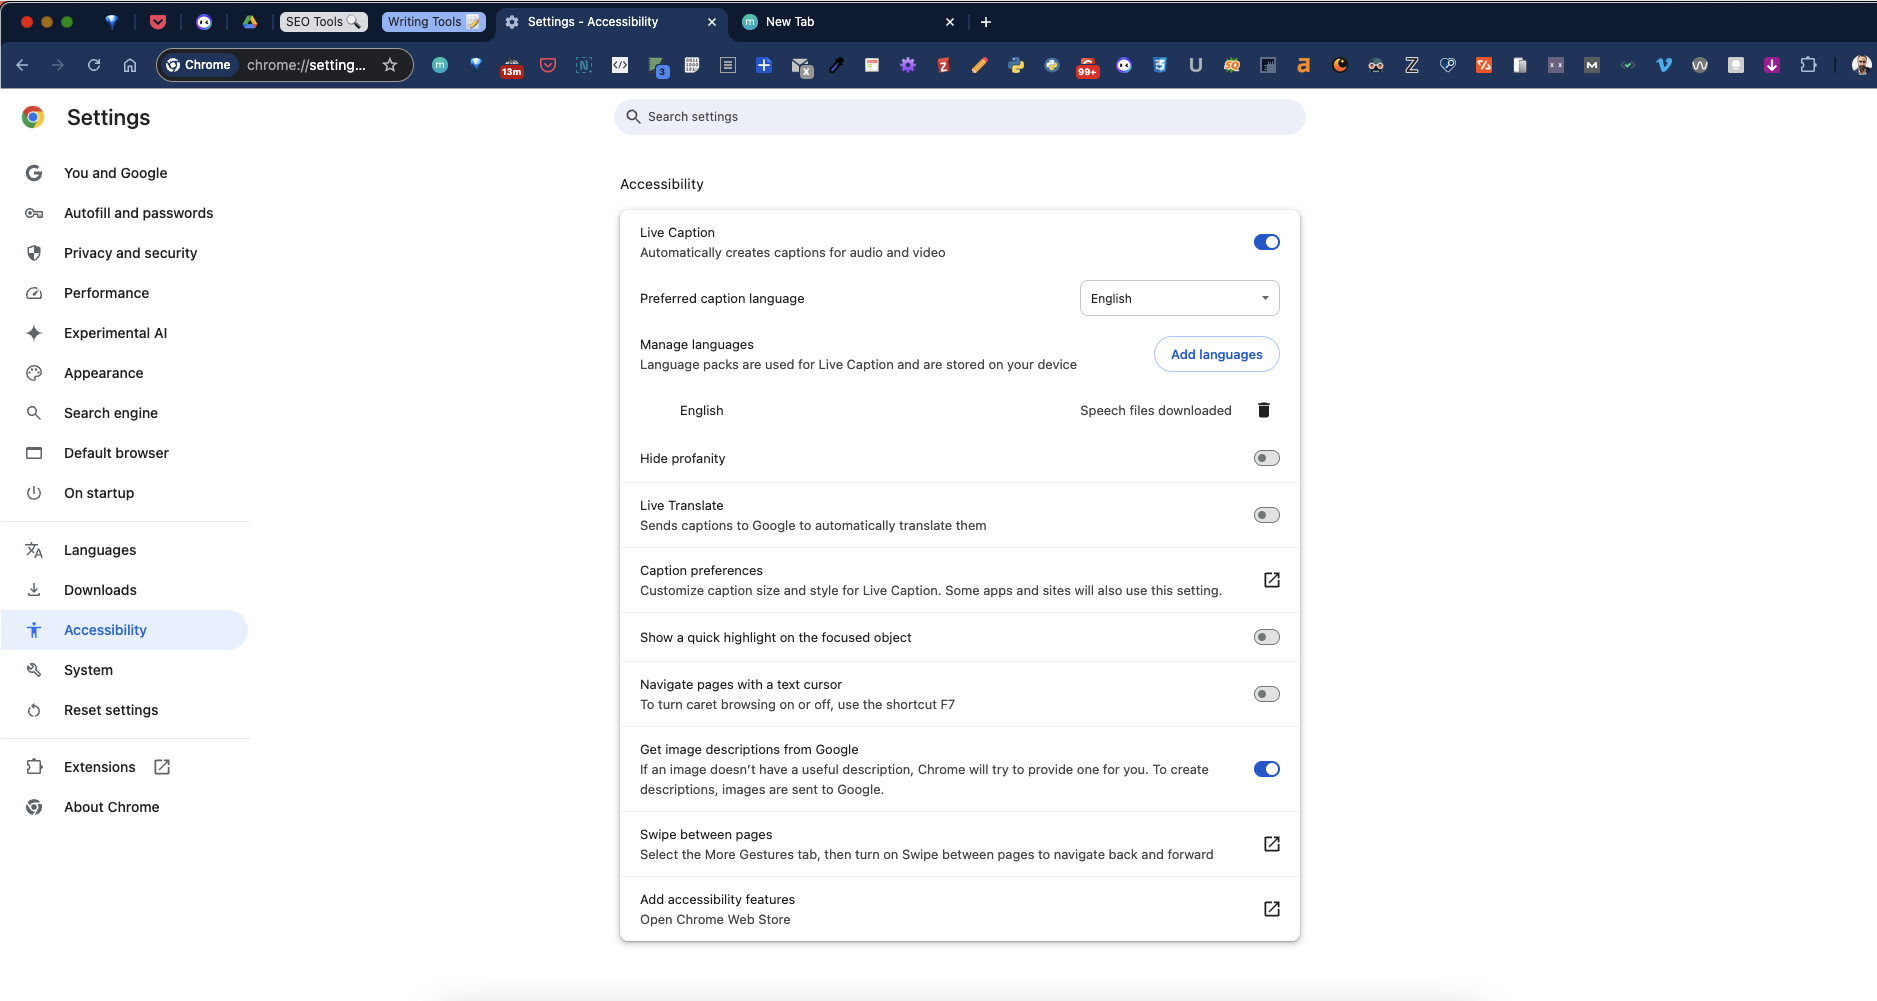 SEO Tools 🔍
Writing Tools 📝
Settings - Accessibility
New Tab
Chrome
chrome://setting...
13m
3
99+
Settings
Search settings
You and Google
Autofill and passwords
Privacy and security
Performance
Experimental AI
Appearance
Search engine
Default browser
On startup
Languages
Downloads
Accessibility
System
Reset settings
Extensions
About Chrome
Accessibility
Live Caption
Automatically creates captions for audio and video
Preferred caption language
English
Manage languages
Language packs are used for Live Caption and are stored on your device
Add languages
English
Speech files downloaded
Hide profanity
Live Translate
Sends captions to Google to automatically translate them
Caption preferences
Customize caption size and style for Live Caption. Some apps and sites will also use this setting.
Show a quick highlight on the focused object
Navigate pages with a text cursor
To turn caret browsing on or off, use the shortcut F7
Get image descriptions from Google
If an image doesn’t have a useful description, Chrome will try to provide one for you. To create
descriptions, images are sent to Google.
Swipe between pages
Select the More Gestures tab, then turn on Swipe between pages to navigate back and forward
Add accessibility features
Open Chrome Web Store